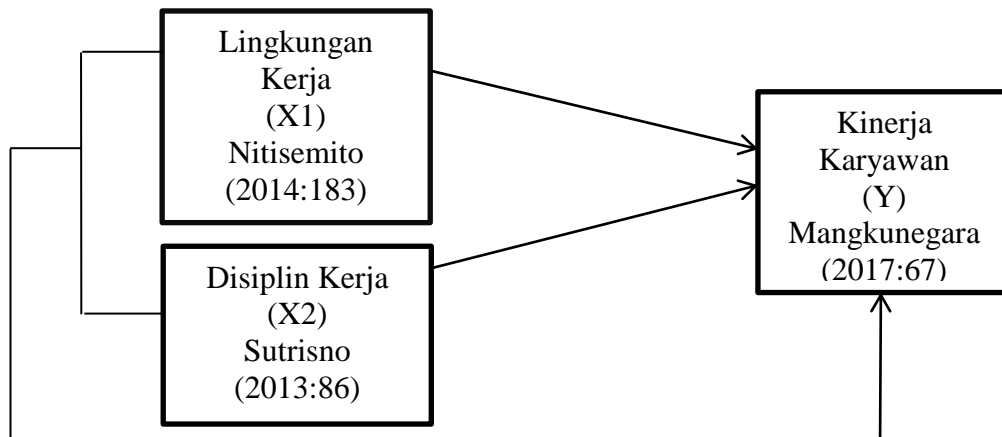 Lingkungan
Kerja
(X1)
Nitisemito
(2014:183)
Disiplin Kerja
(X2)
Sutrisno
(2013:86)
Kinerja
Karyawan
(Y)
Mangkunegara
(2017:67)